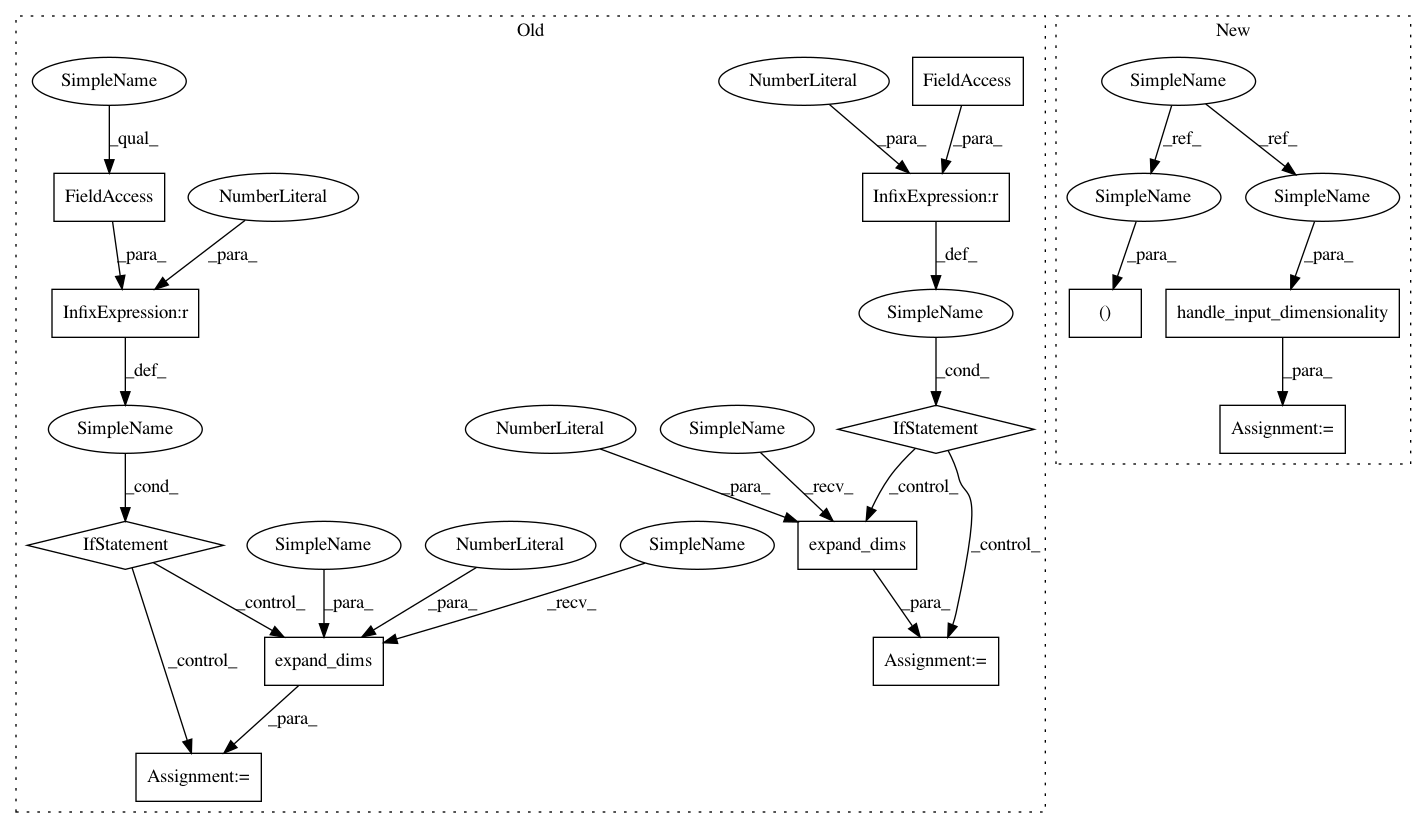 Old
New
SimpleName
NumberLiteral
FieldAccess
SimpleName
_qual_
_para_
_para_
_ref_
_ref_
FieldAccess
NumberLiteral
InfixExpression:r
SimpleName
SimpleName
_para_
_para_
_def_
_para_
_para_
InfixExpression:r
SimpleName
()
handle_input_dimensionality
_def_
_cond_
_para_
SimpleName
NumberLiteral
SimpleName
IfStatement
Assignment:=
_cond_
_para_
_recv_
_control_
IfStatement
SimpleName
NumberLiteral
SimpleName
expand_dims
_control_
_control_
_para_
_para_
_recv_
_para_
_control_
expand_dims
Assignment:=
_para_
Assignment:=